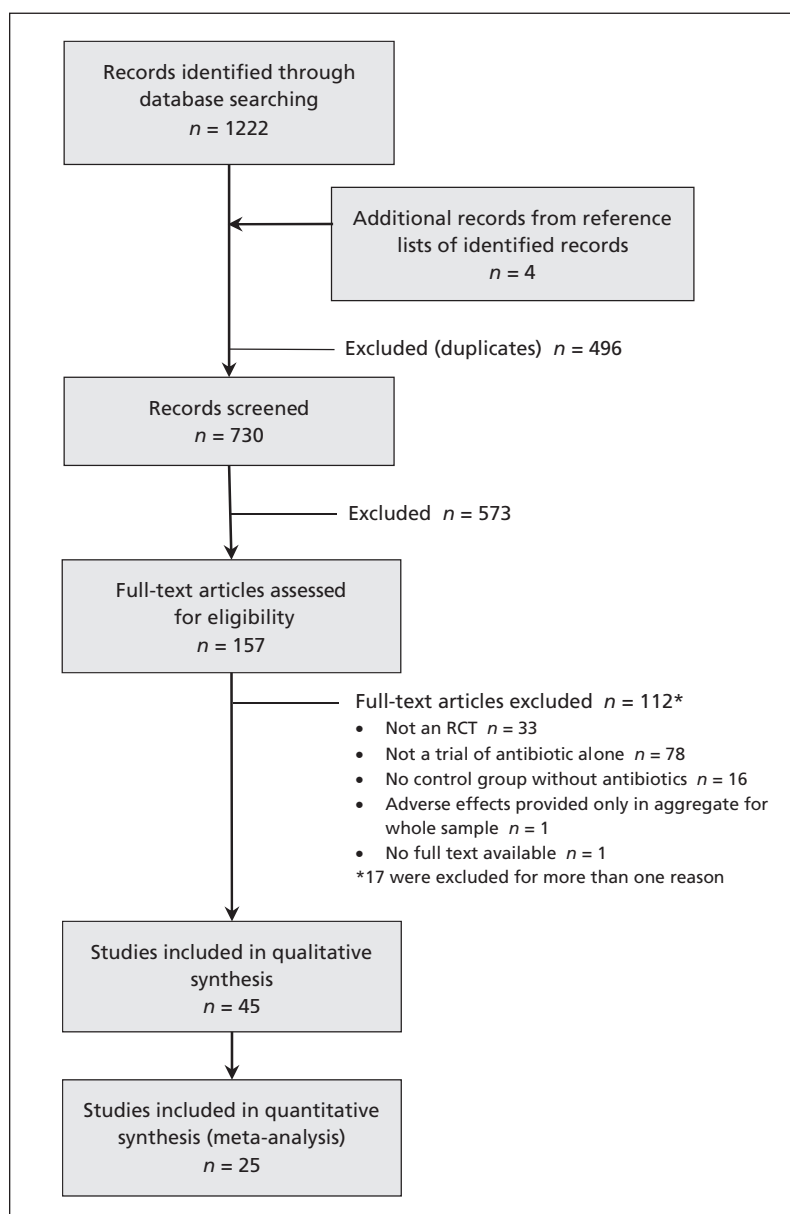 Records identified through
database searching
n = 1222
Additional records from reference
lists of identified records
n = 4
Excluded (duplicates) n = 496
Records screened
n = 730
Excluded n = 573
Full-text articles assessed
for eligibility
n = 157
Full-text articles excluded n = 112*
• Not an RCT n = 33
• Not a trial of antibiotic alone n = 78
• No control group without antibiotics n = 16
• Adverse effects provided only in aggregate for
whole sample n = 1
• No full text available n = 1
*17 were excluded for more than one reason
Studies included in qualitative
synthesis
n = 45
Studies included in quantitative
synthesis (meta-analysis)
n = 25